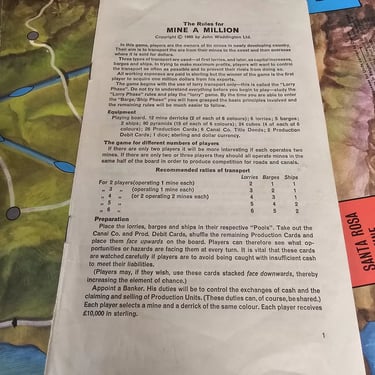 The Rules for
MINE A MILLION
Copyright © 1965 by John Waddington Ltd.
In this game, players are the owners of mines in a newly developing country.
Their aim is to transport the ore from their mines to the coast and then overseas
where it is sold for dollars.
Three types of transport are used—at first lorries, and later, as capital increases,
barges and ships. In trying to make maximum profits, players will want to control
the transport as often as possible and to prevent their rivals from doing so.
All working expenses are paid in sterling but the winner of the game is the first
player to acquire one million dollars from his exports.
The game begins with the use of lorry transport only—this is called the "Lorry
Phase". Do not try to understand everything before you begin to play—study the
"Lorry Phase" rules and play the "lorry" game. By the time you are able to enter
the "Barge/Ship Phase" you will have grasped the basic principles involved and
the remaining rules will be much easier to follow.
Equipment
Playing board. 12 mine derricks (2 of each of 6 colours); 6 lorries; 5 barges;
2 ships; 90 pyramids (15 of each of 6 colours); 24 cubes (4 of each of 6
colours); 26 Production Cards; 5 Canal Co. Title Deeds; 2 Production
Debit Cards; 1 dice; sterling and dollar currency.
The game for different numbers of players
If there are only two players it will be more interesting if each operates two
mines. If there are only two or three players they should all operate mines in the
same half of the board in order to produce competition for roads and canals.
Recommended ratios of transport
Lorries Barges Ships
For 2 players (operating 1 mine each) 2 1 1
„ 3 „ (operating 1 mine each) 3 2 1
„ 4 „ (or 2 operating 2 mines each) 4 3 1
„ 5 „ 5 4 2
„ 6 „ 6 5 2
Preparation
Place the lorries, barges and ships in their respective "Pools". Take out the
Canal Co. and Prod. Debit Cards, shuffle the remaining Production Cards and
place them face upwards on the board. Players can therefore see what op-
portunities or hazards are facing them at every turn. It is vital that these cards
are watched carefully if players are to avoid being caught with insufficient cash
to meet their liabilities.
(Players may, if they wish, use these cards stacked face downwards, thereby
increasing the element of chance.)
Appoint a Banker. His duties will be to control the exchanges of cash and the
claiming and selling of Production Units. (These duties can, of course, be shared.)
Each player selects a mine and a derrick of the same colour. Each player receives
£10,000 in sterling.
1
SANTA ROSA
MINE